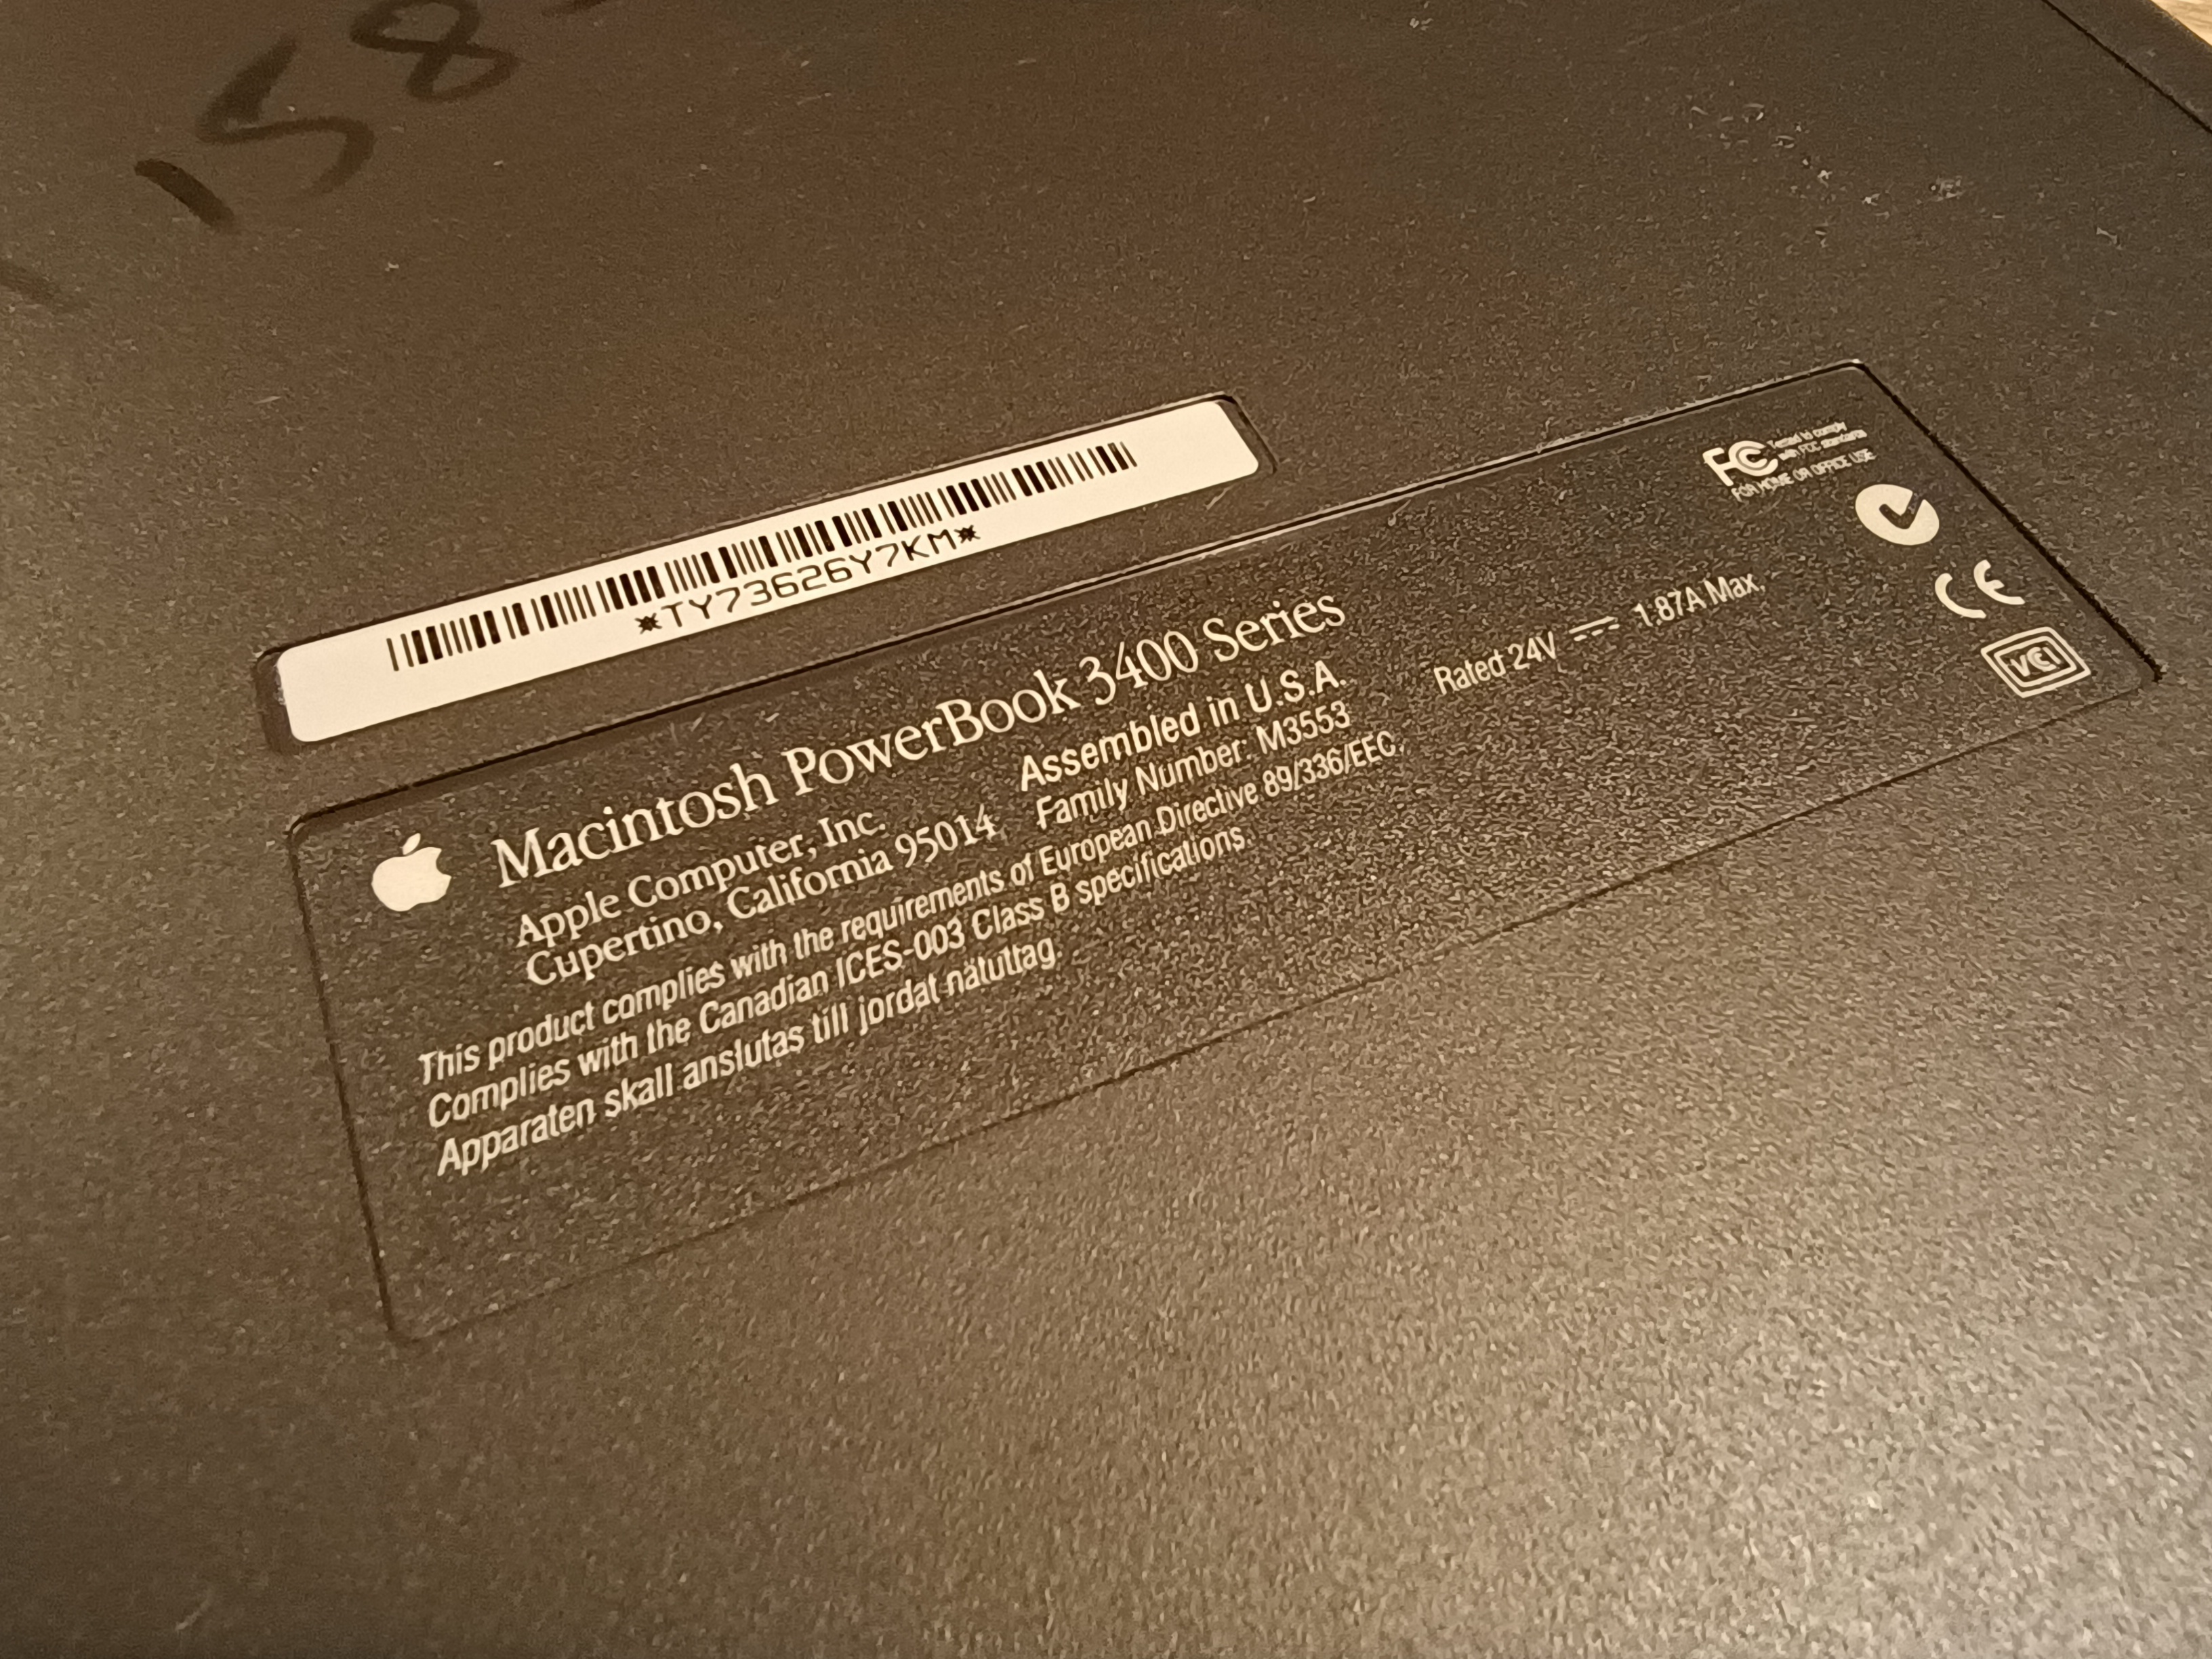 158
*TY73626Y7KM*
Macintosh PowerBook 3400 Series
Apple Computer, Inc.
Cupertino, California 95014
Assembled in U.S.A.
Family Number: M3553
Rated 24V ⎓ 1.87A Max.
This product complies with the requirements of European Directive 89/336/EEC.
Complies with the Canadian ICES-003 Class B specifications.
Apparaten skall anslutas till jordat nätuttag.
FC Tested to comply
with FCC standards
FOR HOME OR OFFICE USE
CE
VCI